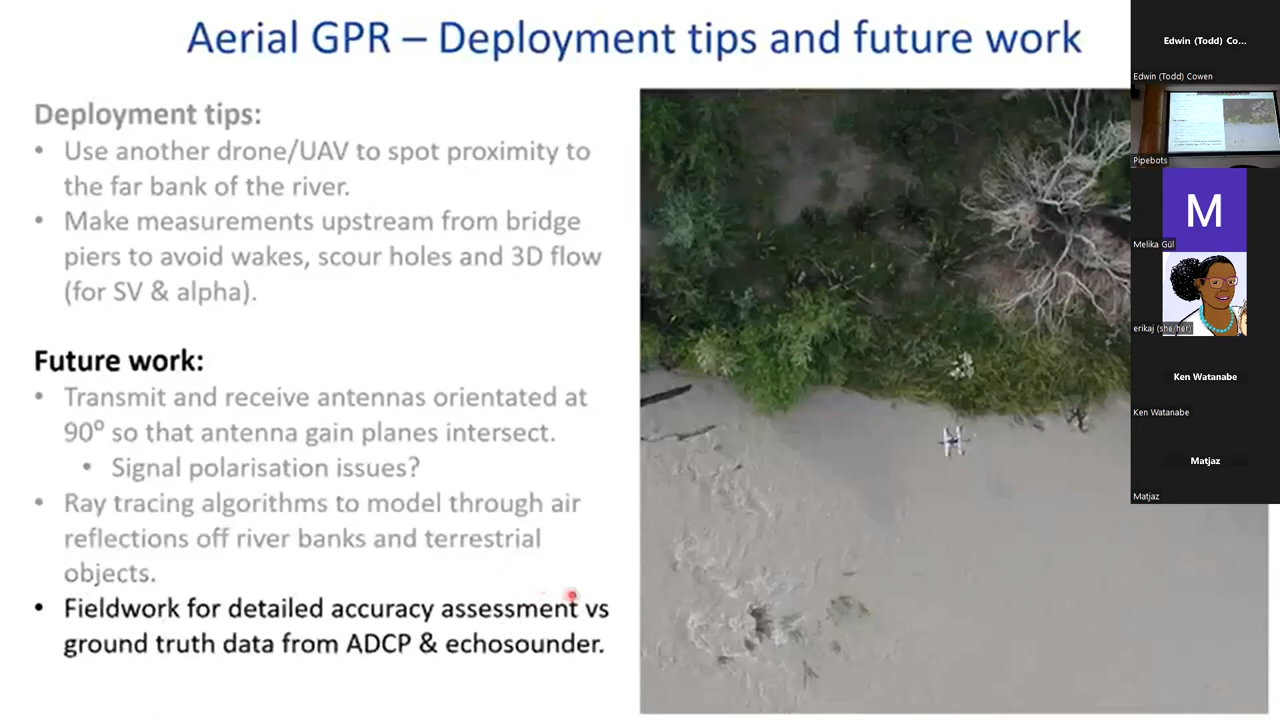 Aerial GPR – Deployment tips and future work
Deployment tips:
• Use another drone/UAV to spot proximity to
the far bank of the river.
• Make measurements upstream from bridge
piers to avoid wakes, scour holes and 3D flow
(for SV & alpha).
Future work:
• Transmit and receive antennas orientated at
90⁰ so that antenna gain planes intersect.
• Signal polarisation issues?
• Ray tracing algorithms to model through air
reflections off river banks and terrestrial
objects.
• Fieldwork for detailed accuracy assessment vs
ground truth data from ADCP & echosounder.
Edwin (Todd) Co...
Edwin (Todd) Cowen
Pipebots
M
Melika Gül
erikaj (she/her)
Ken Watanabe
Ken Watanabe
Matjaz
Matjaz